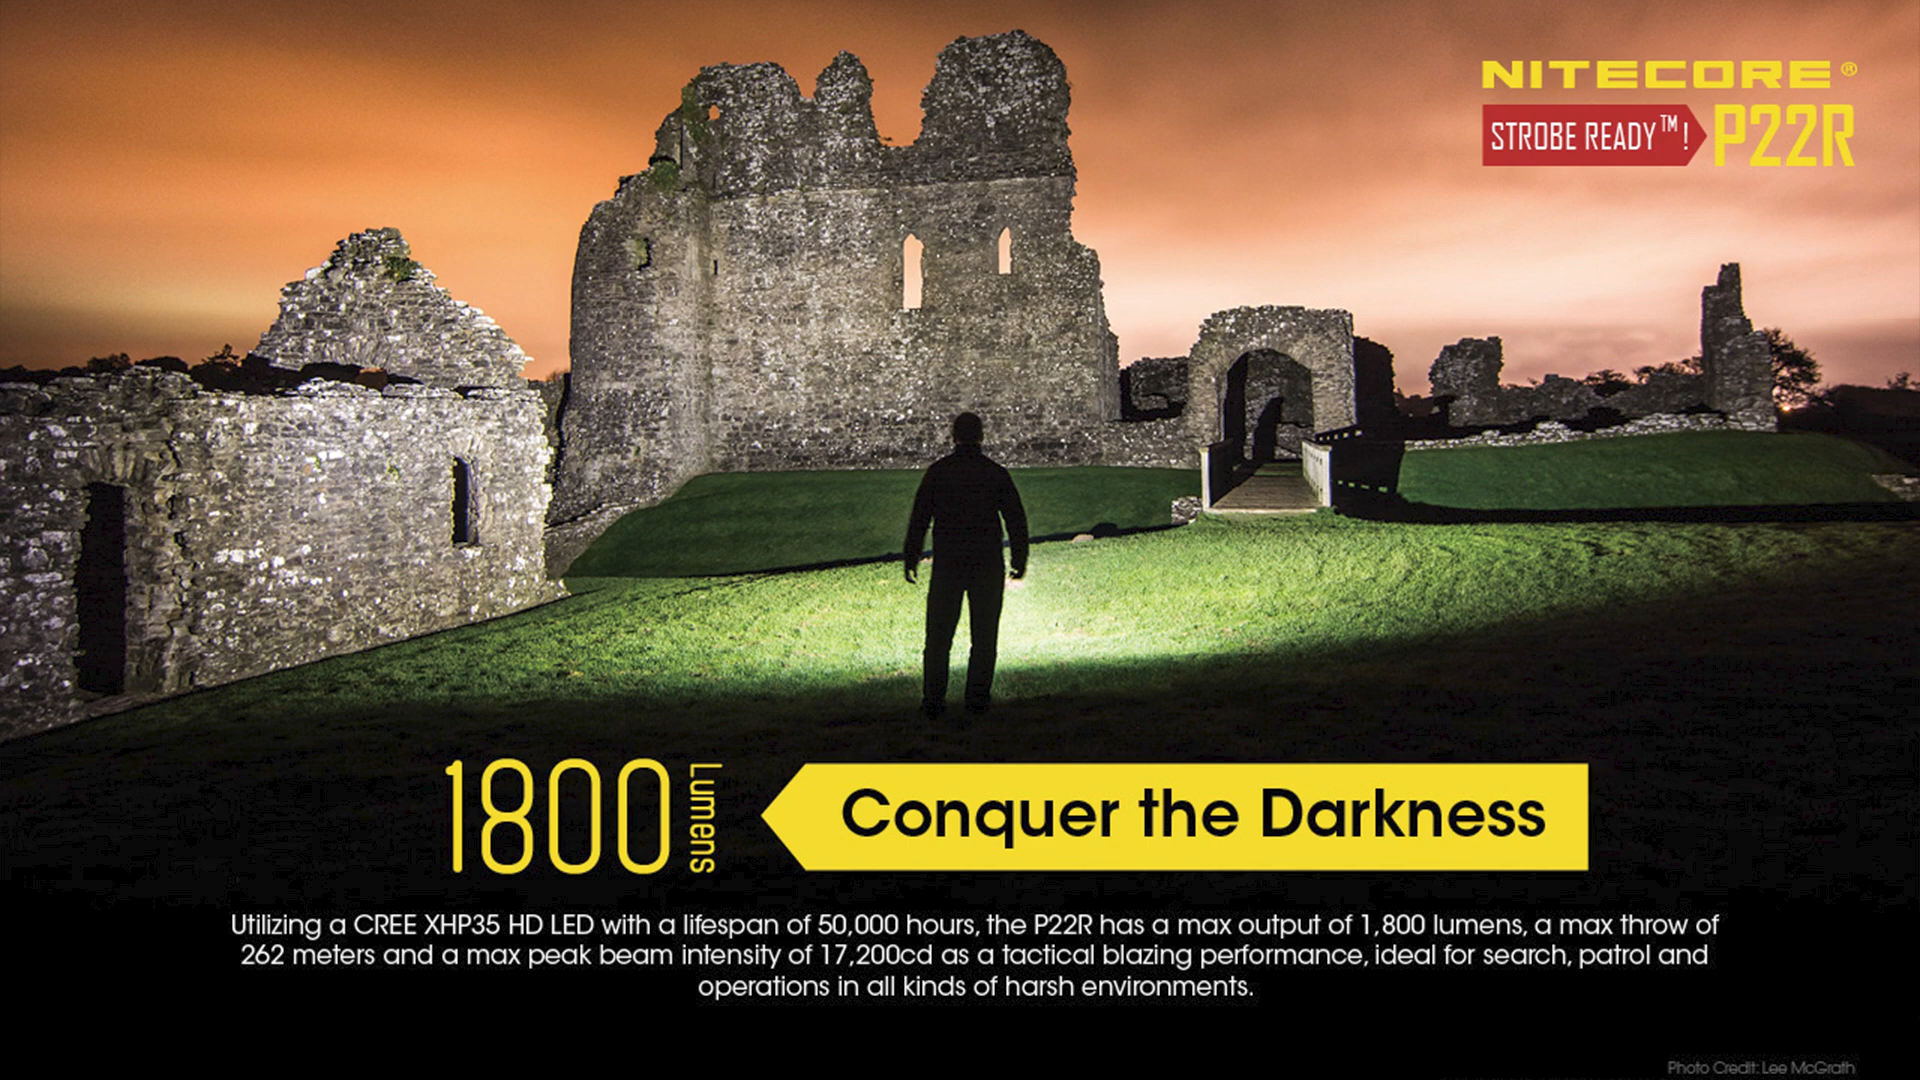 NITECORE®
STROBE READY™! P22R
1800 Lumens
Conquer the Darkness
Utilizing a CREE XHP35 HD LED with a lifespan of 50,000 hours, the P22R has a max output of 1,800 lumens, a max throw of
262 meters and a max peak beam intensity of 17,200cd as a tactical blazing performance, ideal for search, patrol and
operations in all kinds of harsh environments.
Photo Credit: Lee McGrath